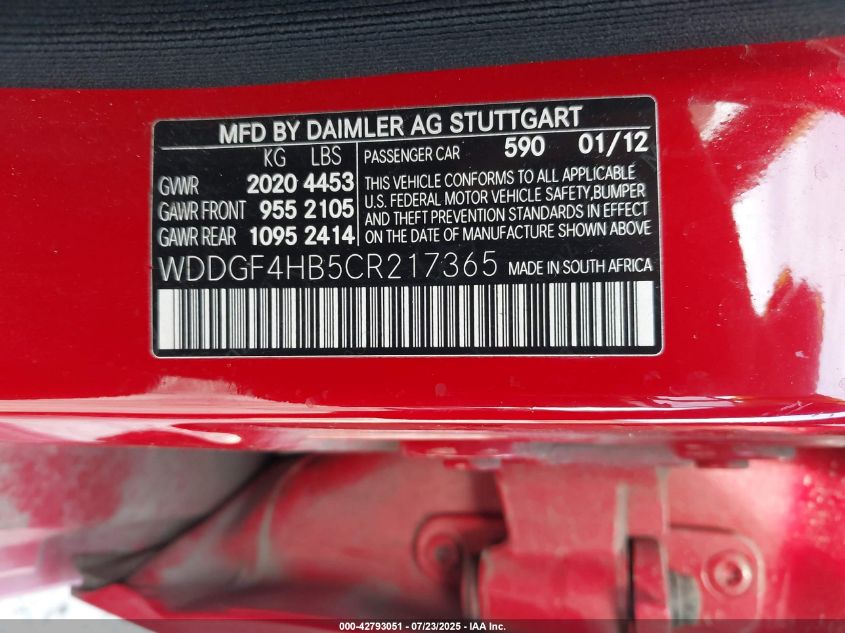 MFD BY DAIMLER AG STUTTGART
KG LBS PASSENGER CAR 590 01/12
GVWR 2020 4453
GAWR FRONT 955 2105
GAWR REAR 1095 2414
THIS VEHICLE CONFORMS TO ALL APPLICABLE
U.S. FEDERAL MOTOR VEHICLE SAFETY,BUMPER
AND THEFT PREVENTION STANDARDS IN EFFECT
ON THE DATE OF MANUFACTURE SHOWN ABOVE
WDDGF4HB5CR217365 MADE IN SOUTH AFRICA
000-42793051 - 07/23/2025 - IAA Inc.